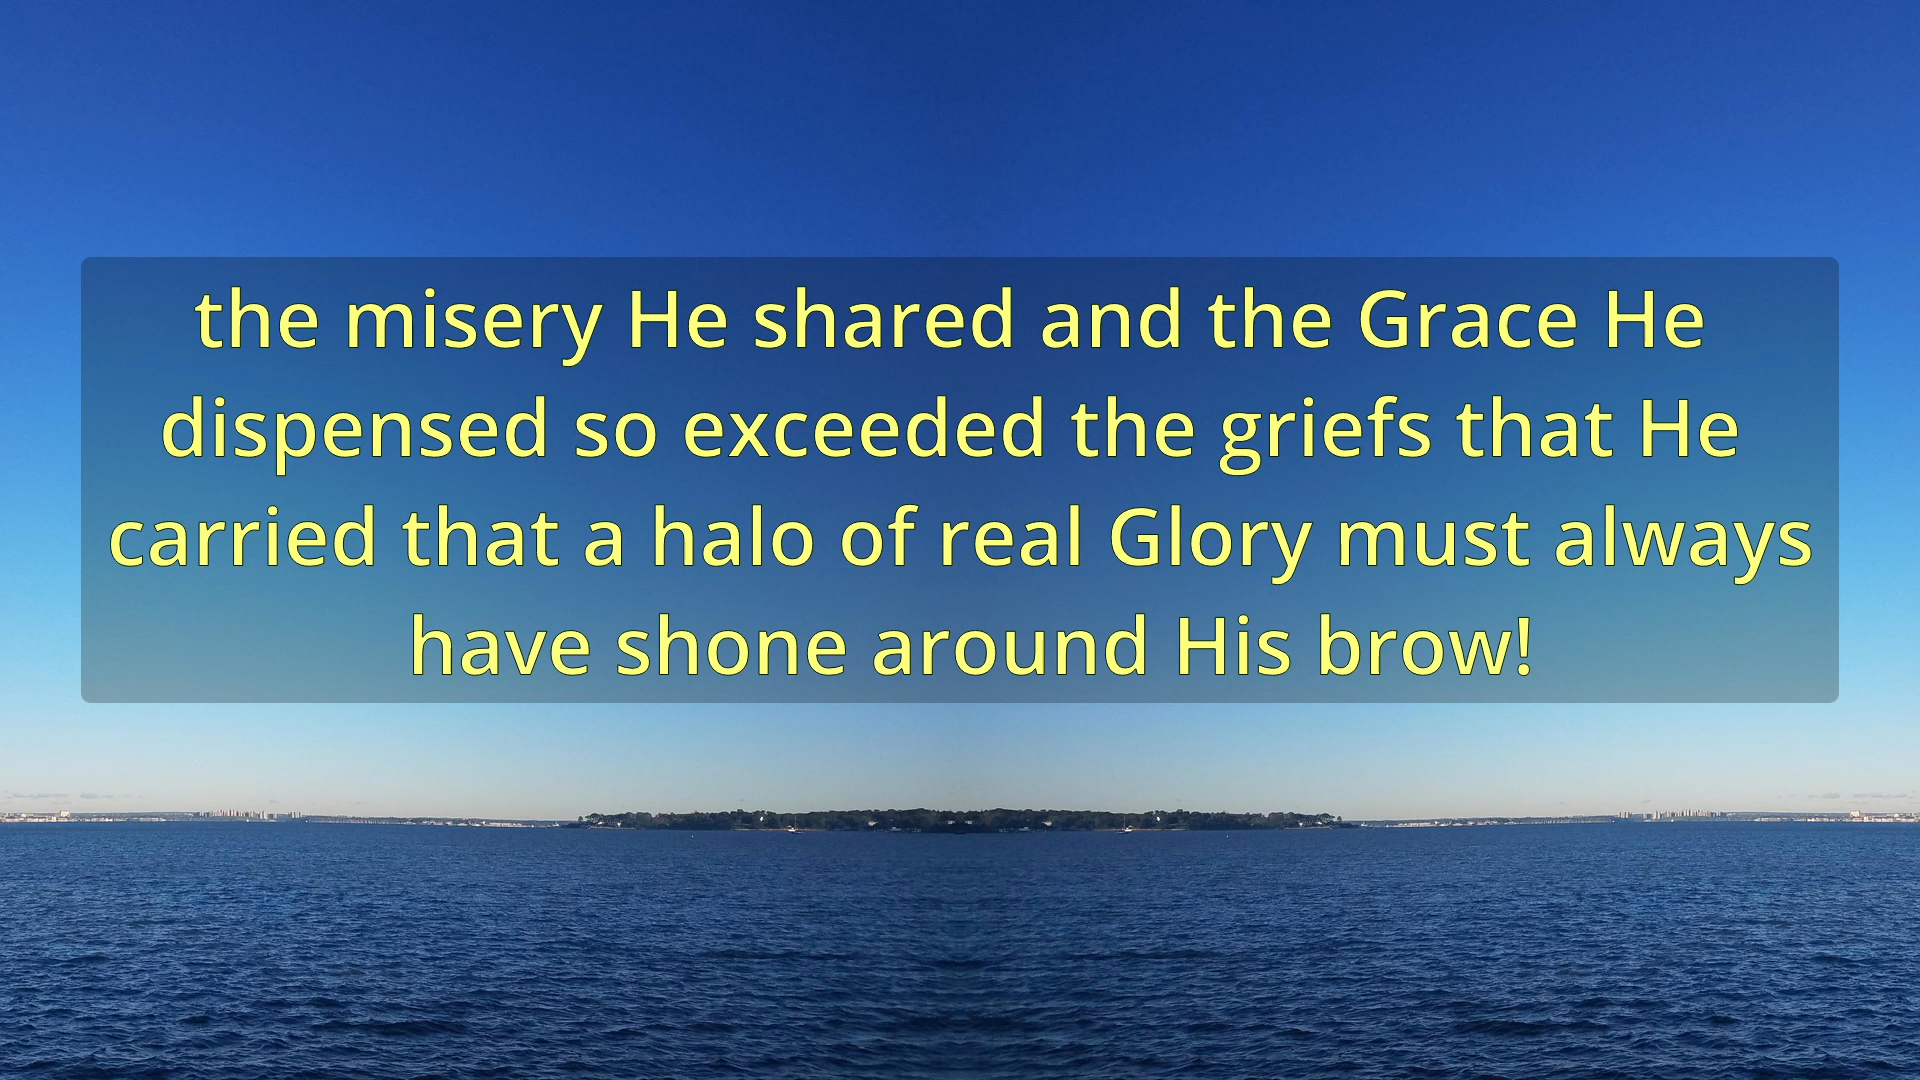 the misery He shared and the Grace He
dispensed so exceeded the griefs that He
carried that a halo of real Glory must always
have shone around His brow!